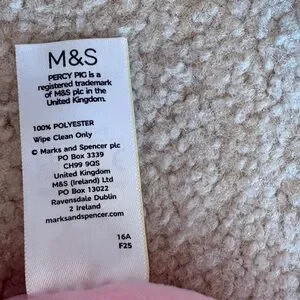 M&S
PERCY PIG is a
registered trademark
of M&S plc in the
United Kingdom.
100% POLYESTER
Wipe Clean Only
© Marks and Spencer plc
PO Box 3339
CH99 9QS
United Kingdom
M&S (Ireland) Ltd
PO Box 13022
Ravensdale Dublin
2 Ireland
marksandspencer.com
16A
F25